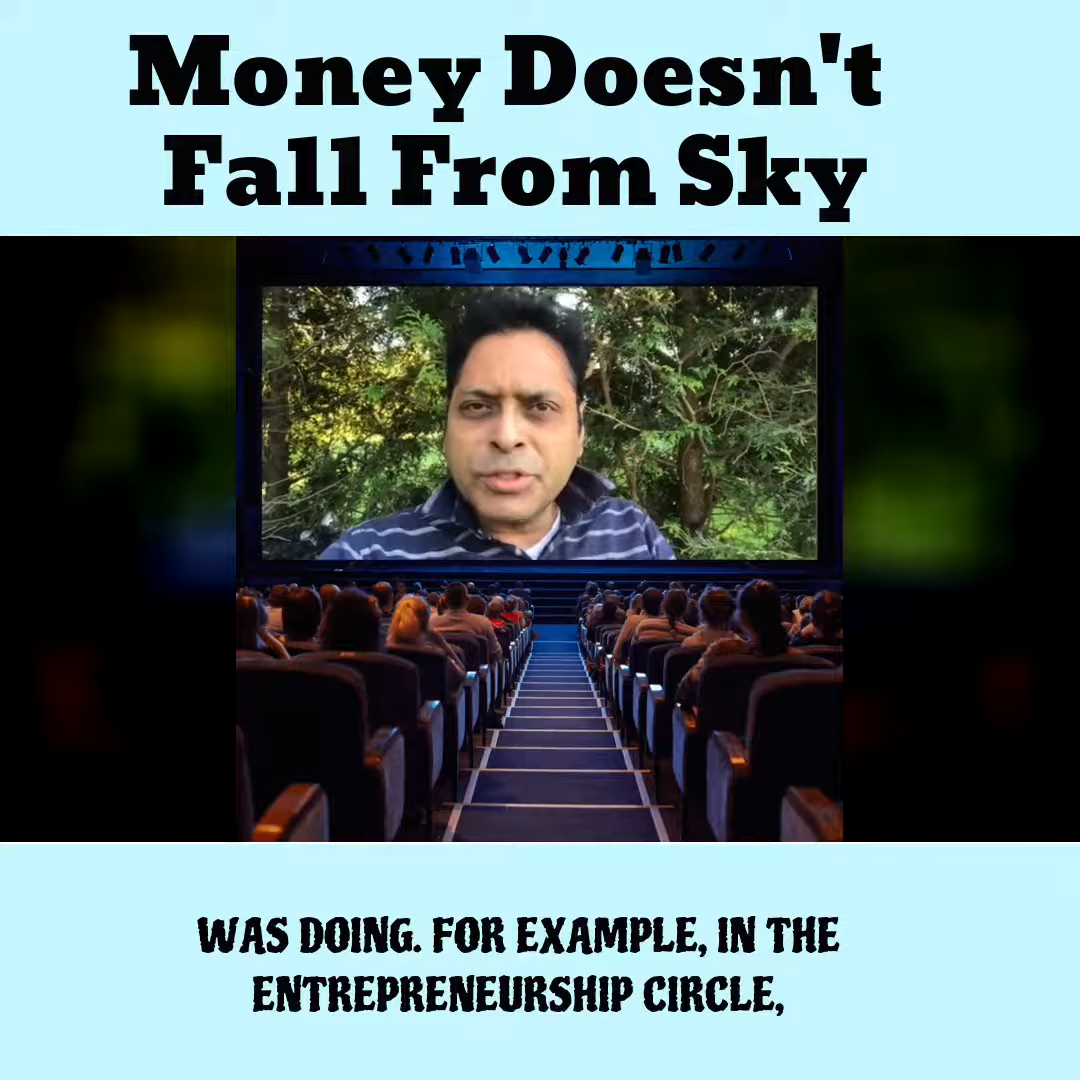 Money Doesn't
Fall From Sky
WAS DOING. FOR EXAMPLE, IN THE
ENTREPRENEURSHIP CIRCLE,